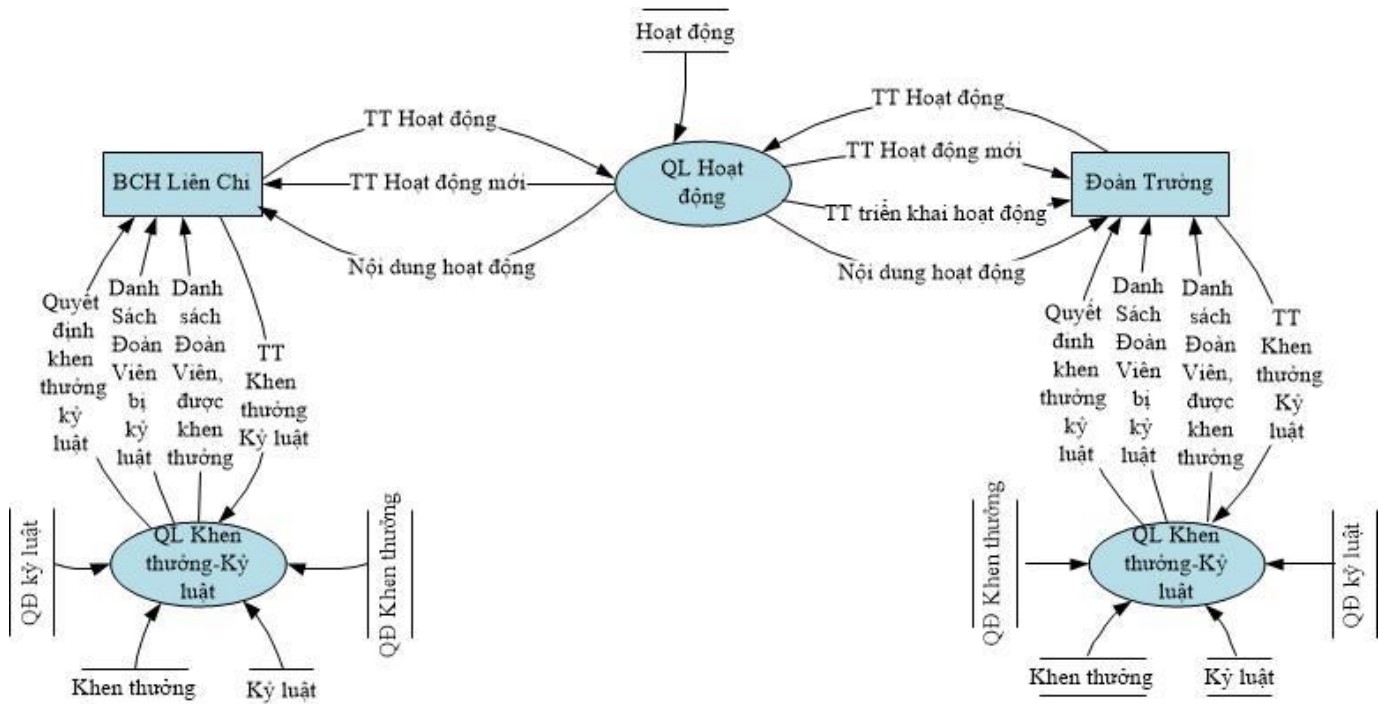 Hoạt động
TT Hoạt động
TT Hoạt động
TT Hoạt động mới
TT Hoạt động mới
BCH Liên Chi
QL Hoạt
động
Đoàn Trường
TT triển khai hoạt động
Nội dung hoạt động
Nội dung hoạt động
Quyết
định
khen
thưởng
kỷ
luật
Danh
Sách
Đoàn
Viên
bị
kỷ
luật
Danh
sách
Đoàn
Viên,
được
khen
thưởng
TT
Khen
thưởng
Kỷ luật
Quyết
định
khen
thưởng
kỷ
luật
Danh
Sách
Đoàn
Viên
bị
kỷ
luật
Danh
sách
Đoàn
Viên,
được
khen
thưởng
TT
Khen
thưởng
Kỷ
luật
QĐ kỷ luật
QL Khen
thưởng-Kỷ
luật
QĐ Khen thưởng
QĐ Khen thưởng
QL Khen
thưởng-Kỷ
luật
QĐ kỷ luật
Khen thưởng
Kỷ luật
Khen thưởng
Kỷ luật